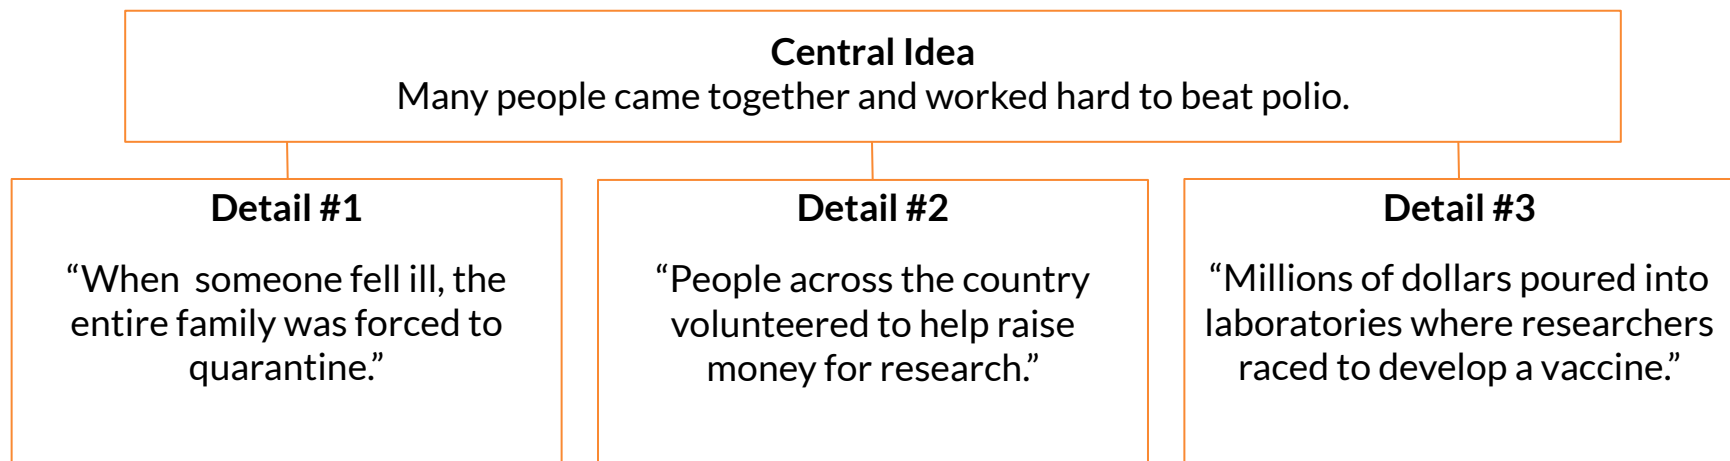 Central Idea
Many people came together and worked hard to beat polio.
Detail #1
“When  someone fell ill, the
entire family was forced to
quarantine.”
Detail #2
“People across the country
volunteered to help raise
money for research.”
Detail #3
“Millions of dollars poured into
laboratories where researchers
raced to develop a vaccine.”